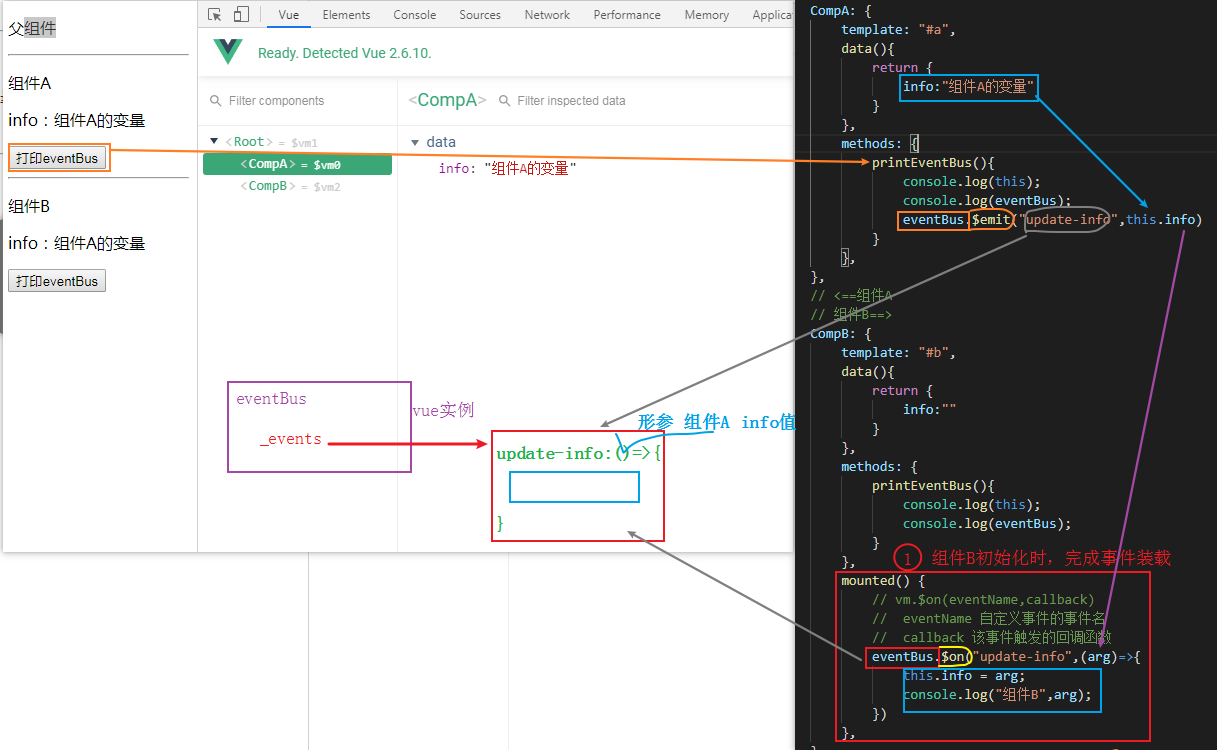 父组件
组件A
info：组件A的变量
打印eventBus
组件B
info：组件A的变量
打印eventBus
Vue Elements Console Sources Network Performance Memory Applica
Ready. Detected Vue 2.6.10.
Filter components
<CompA> Filter inspected data
<Root> = $vm1
<CompA> = $vm0
<CompB> = $vm2
data
info: "组件A的变量"
eventBus
_events
vue实例
形参 组件A info值
update-info:()=>{
}
CompA: {
template: "#a",
data(){
return {
info:"组件A的变量"
}
},
methods: {
printEventBus(){
console.log(this);
console.log(eventBus);
eventBus.$emit("update-info",this.info)
}
},
},
// <==组件A
// 组件B==>
CompB: {
template: "#b",
data(){
return {
info:""
}
},
methods: {
printEventBus(){
console.log(this);
console.log(eventBus);
}
},
1 组件B初始化时，完成事件装载
mounted() {
// vm.$on(eventName,callback)
// eventName 自定义事件的事件名
// callback 该事件触发的回调函数
eventBus.$on("update-info",(arg)=>{
this.info = arg;
console.log("组件B",arg);
})
},